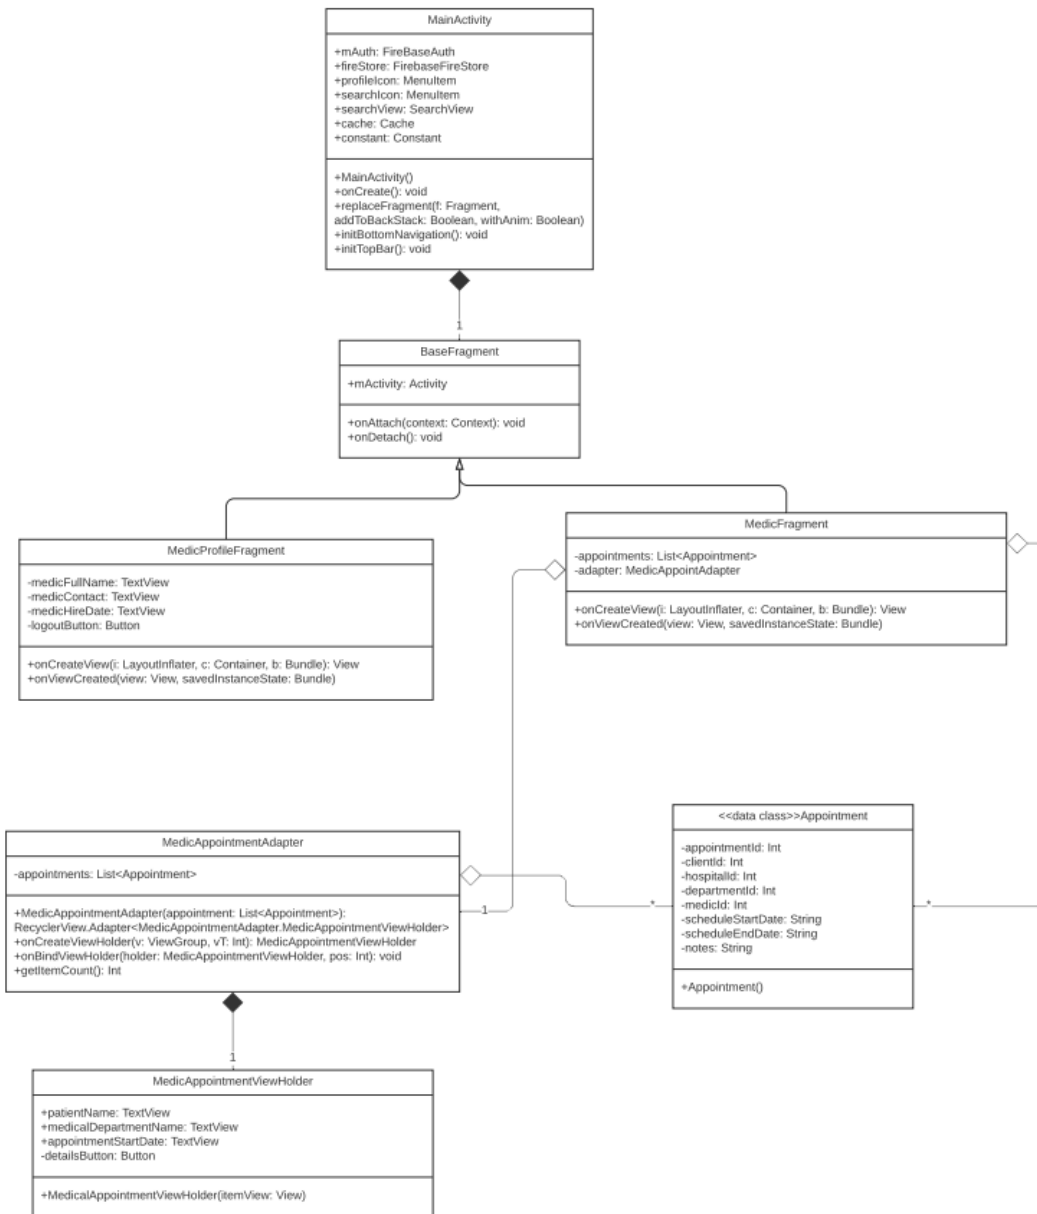 MainActivity
+mAuth: FireBaseAuth
+fireStore: FirebaseFireStore
+profileIcon: MenuItem
+searchIcon: MenuItem
+searchView: SearchView
+cache: Cache
+constant: Constant
+MainActivity()
+onCreate(): void
+replaceFragment(f: Fragment,
addToBackStack: Boolean, withAnim: Boolean)
+initBottomNavigation(): void
+initTopBar(): void
1
BaseFragment
+mActivity: Activity
+onAttach(context: Context): void
+onDetach(): void
MedicProfileFragment
-medicFullName: TextView
-medicContact: TextView
-medicHireDate: TextView
-logoutButton: Button
+onCreateView(i: LayoutInflater, c: Container, b: Bundle): View
+onViewCreated(view: View, savedInstanceState: Bundle)
MedicFragment
-appointments: List<Appointment>
-adapter: MedicAppointAdapter
+onCreateView(i: LayoutInflater, c: Container, b: Bundle): View
+onViewCreated(view: View, savedInstanceState: Bundle)
MedicAppointmentAdapter
-appointments: List<Appointment>
+MedicAppointmentAdapter(appointment: List<Appointment>):
RecyclerView.Adapter<MedicAppointmentAdapter.MedicAppointmentViewHolder>
+onCreateViewHolder(v: ViewGroup, vT: Int): MedicAppointmentViewHolder
+onBindViewHolder(holder: MedicAppointmentViewHolder, pos: Int): void
+getItemCount(): Int
1
*
<<data class>>Appointment
-appointmentId: Int
-clientId: Int
-hospitalId: Int
-departmentId: Int
-medicId: Int
-scheduleStartDate: String
-scheduleEndDate: String
-notes: String
+Appointment()
*
1
MedicAppointmentViewHolder
+patientName: TextView
+medicalDepartmentName: TextView
+appointmentStartDate: TextView
-detailsButton: Button
+MedicalAppointmentViewHolder(itemView: View)